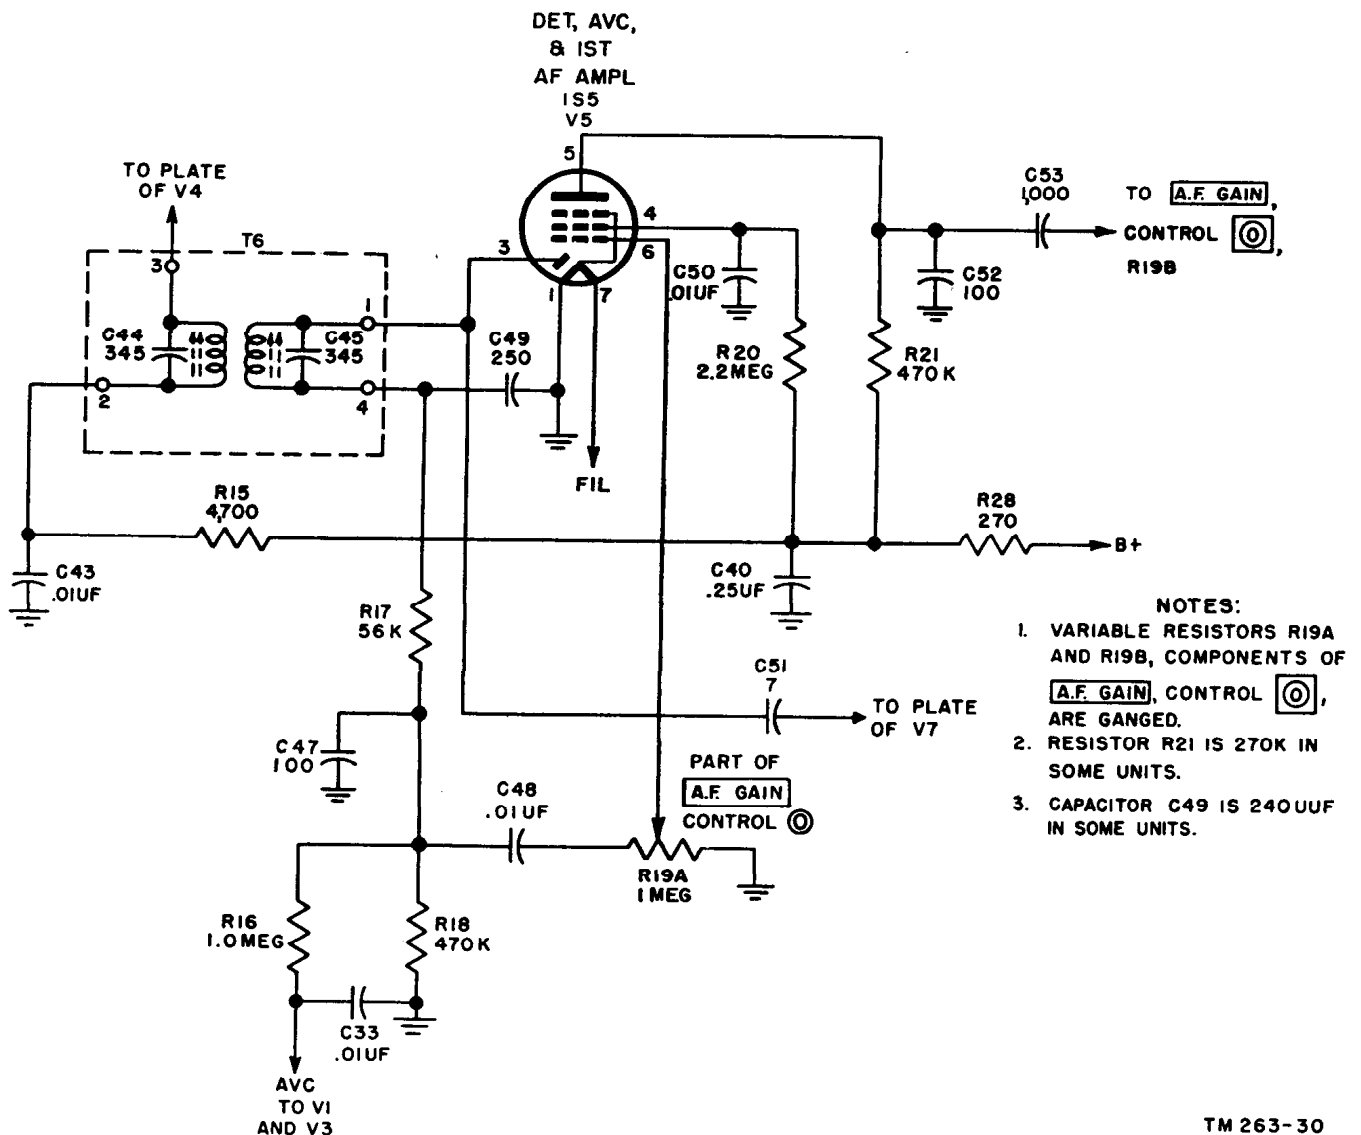 DET, AVC,
& IST
AF AMPL
IS5
V5
5
4
3
6
1
7
TO PLATE
OF V4
T6
3
1
C44
345
C45
345
2
4
C49
250
C50
.01UF
C53
1,000
TO A.F. GAIN,
CONTROL O,
R19B
C52
100
R20
2.2MEG
R21
470K
FIL
R15
4,700
R28
270
B+
C43
.01UF
C40
.25UF
R17
56K
C51
7
TO PLATE
OF V7
C47
100
PART OF
A.F. GAIN
CONTROL O
C48
.01UF
R19A
1MEG
R16
1.0MEG
R18
470K
C33
.01UF
AVC
TO V1
AND V3
NOTES:
1. VARIABLE RESISTORS R19A
AND R19B, COMPONENTS OF
A.F. GAIN, CONTROL O,
ARE GANGED.
2. RESISTOR R21 IS 270K IN
SOME UNITS.
3. CAPACITOR C49 IS 240UUF
IN SOME UNITS.
TM 263-30